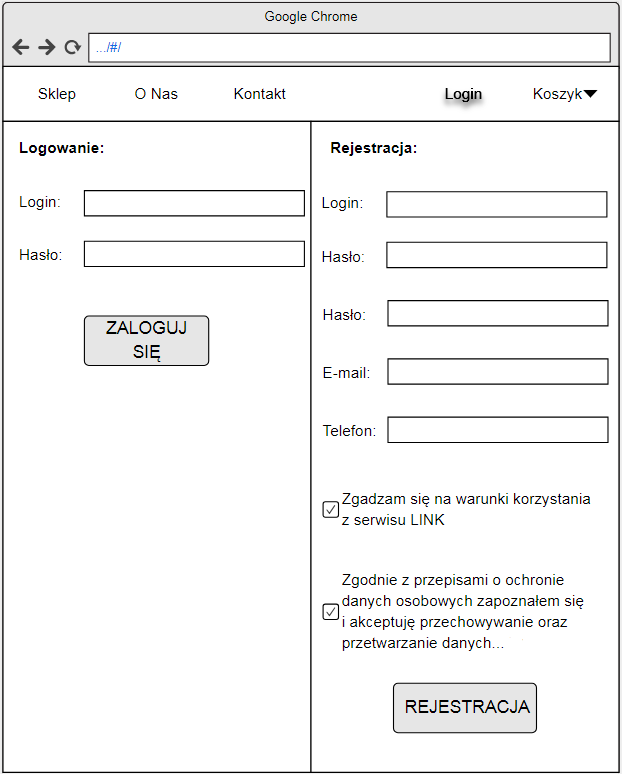 Google Chrome
.../#/
Sklep O Nas Kontakt Login Koszyk
Logowanie:
Login:
Hasło:
ZALOGUJ
SIĘ
Rejestracja:
Login:
Hasło:
Hasło:
E-mail:
Telefon:
Zgadzam się na warunki korzystania
z serwisu LINK
Zgodnie z przepisami o ochronie
danych osobowych zapoznałem się
i akceptuję przechowywanie oraz
przetwarzanie danych...
REJESTRACJA